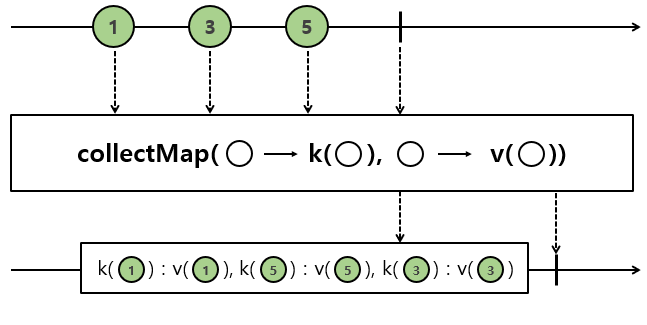 1 3 5
collectMap( ◯ → k(◯), ◯ → v(◯))
k(1) : v(1), k(5) : v(5), k(3) : v(3)